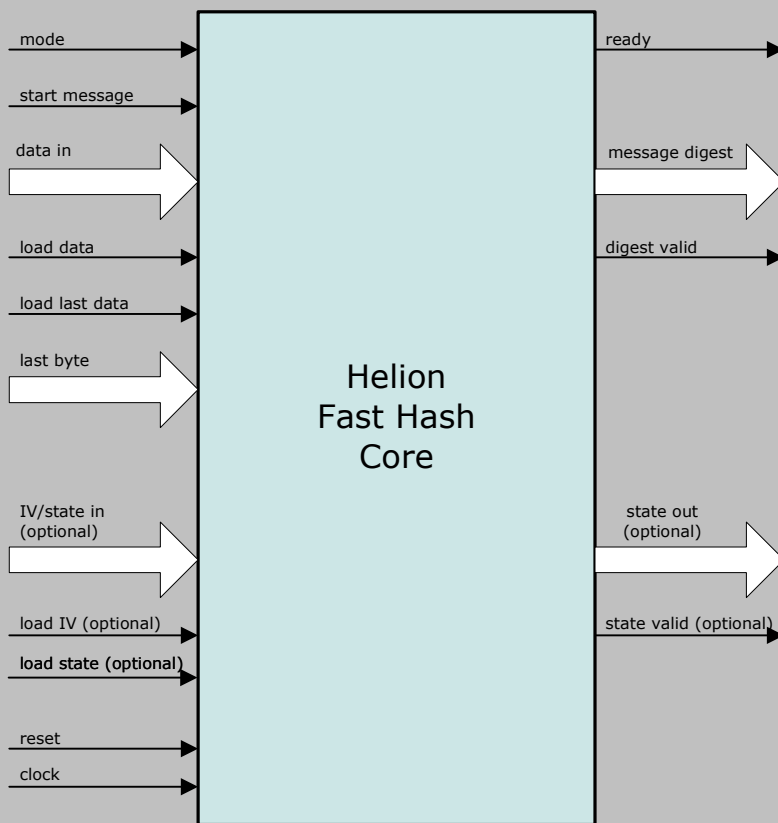 mode
start message
data in
load data
load last data
last byte
IV/state in
(optional)
load IV (optional)
load state (optional)
reset
clock
Helion
Fast Hash
Core
ready
message digest
digest valid
state out
(optional)
state valid (optional)